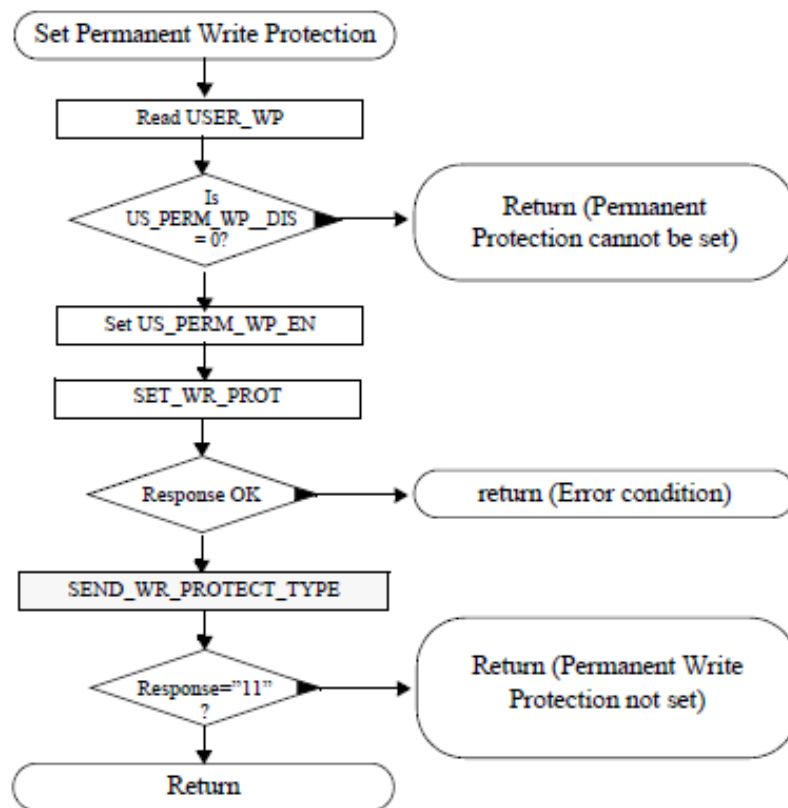 Set Permanent Write Protection
Read USER_WP
Is
US_PERM_WP__DIS
= 0?
Return (Permanent
Protection cannot be set)
Set US_PERM_WP_EN
SET_WR_PROT
Response OK
return (Error condition)
SEND_WR_PROTECT_TYPE
Response=”11”
?
Return (Permanent Write
Protection not set)
Return